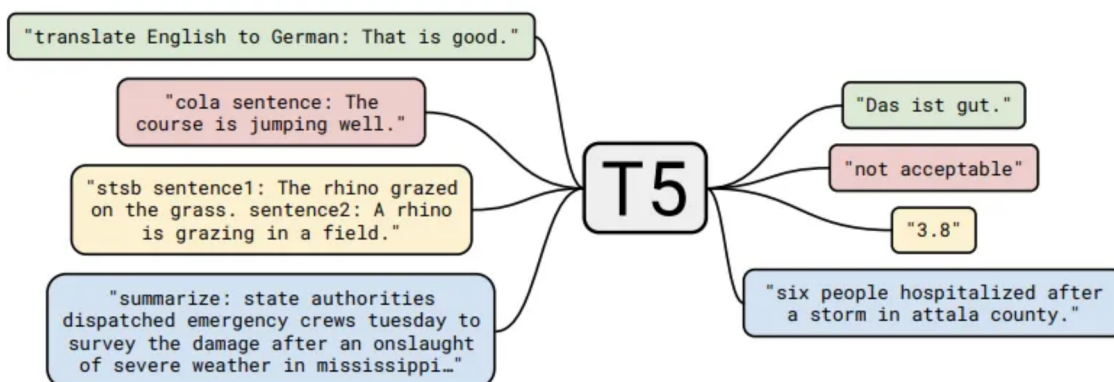 "translate English to German: That is good."
"cola sentence: The
course is jumping well."
"stsb sentence1: The rhino grazed
on the grass. sentence2: A rhino
is grazing in a field."
"summarize: state authorities
dispatched emergency crews tuesday to
survey the damage after an onslaught
of severe weather in mississippi…"
T5
"Das ist gut."
"not acceptable"
"3.8"
"six people hospitalized after
a storm in attala county."